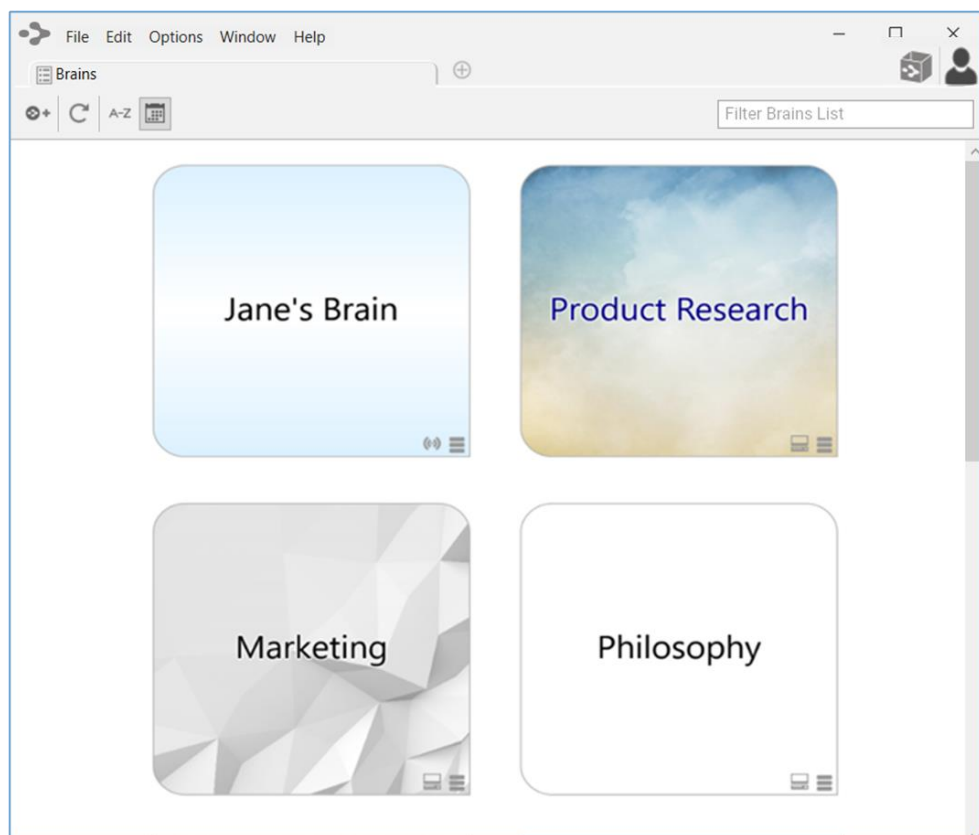 File Edit Options Window Help
Brains
A-Z
Filter Brains List
Jane's Brain
Product Research
Marketing
Philosophy